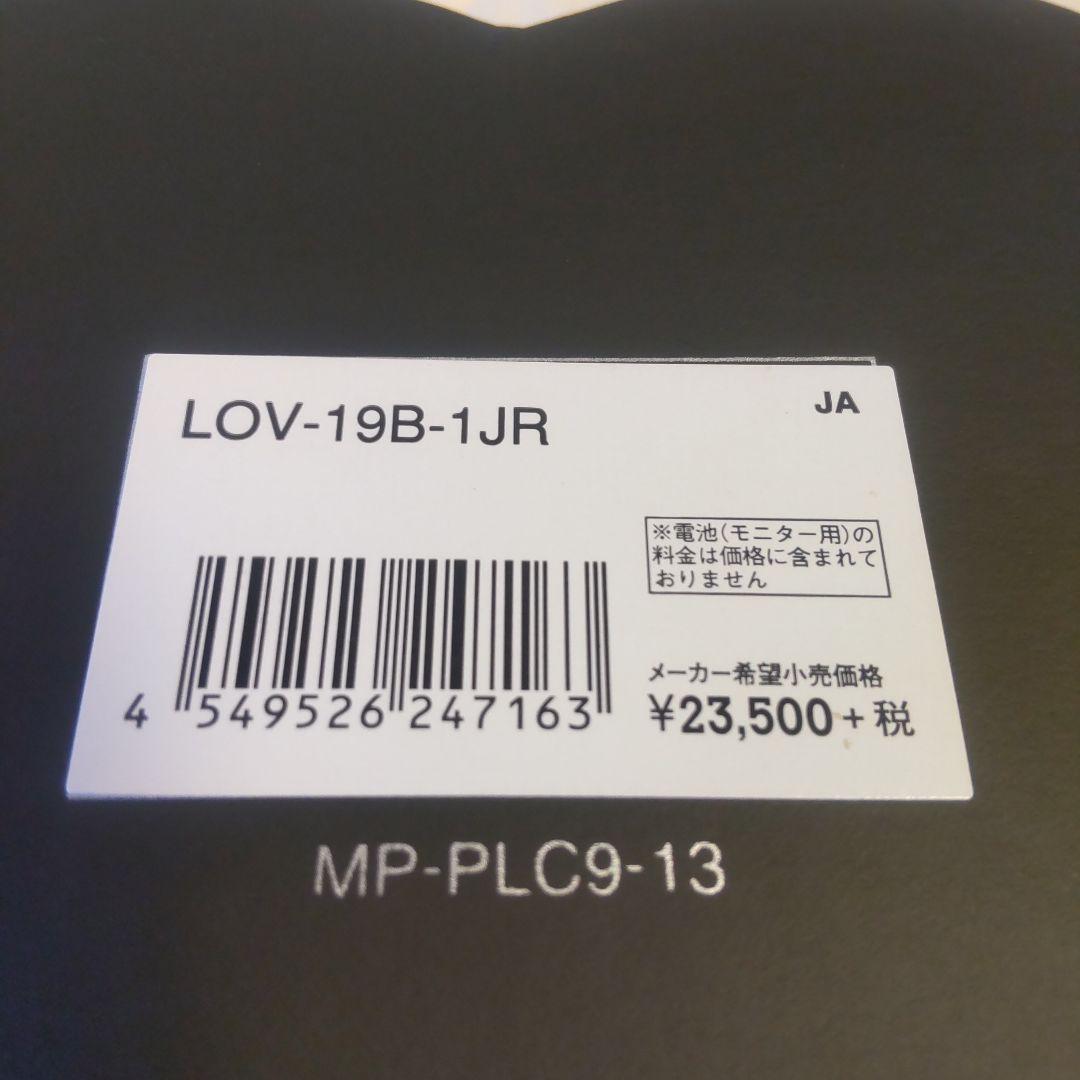 LOV-19B-1JR
JA
※電池(モニター用)の
料金は価格に含まれて
おりません
メーカー希望小売価格
¥23,500+税
4 549526 247163
MP-PLC9-13